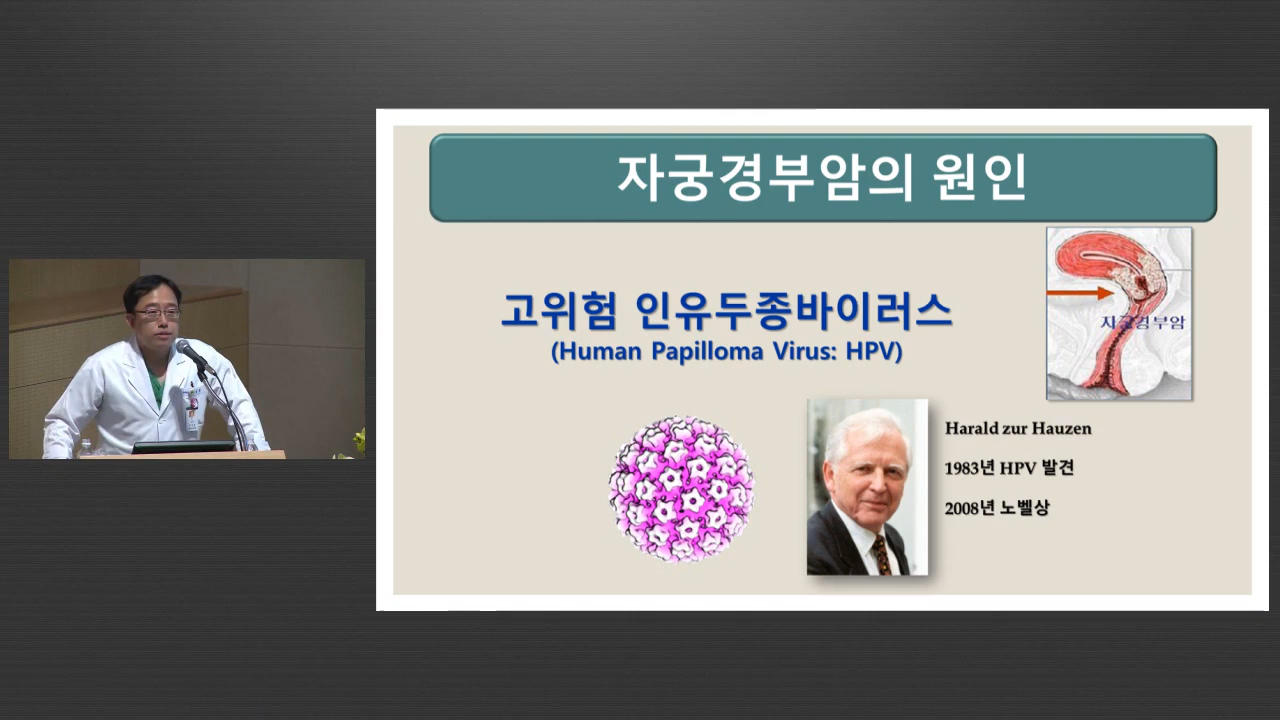 자궁경부암의 원인
고위험 인유두종바이러스
(Human Papilloma Virus: HPV)
자궁경부암
Harald zur Hauzen
1983년 HPV 발견
2008년 노벨상